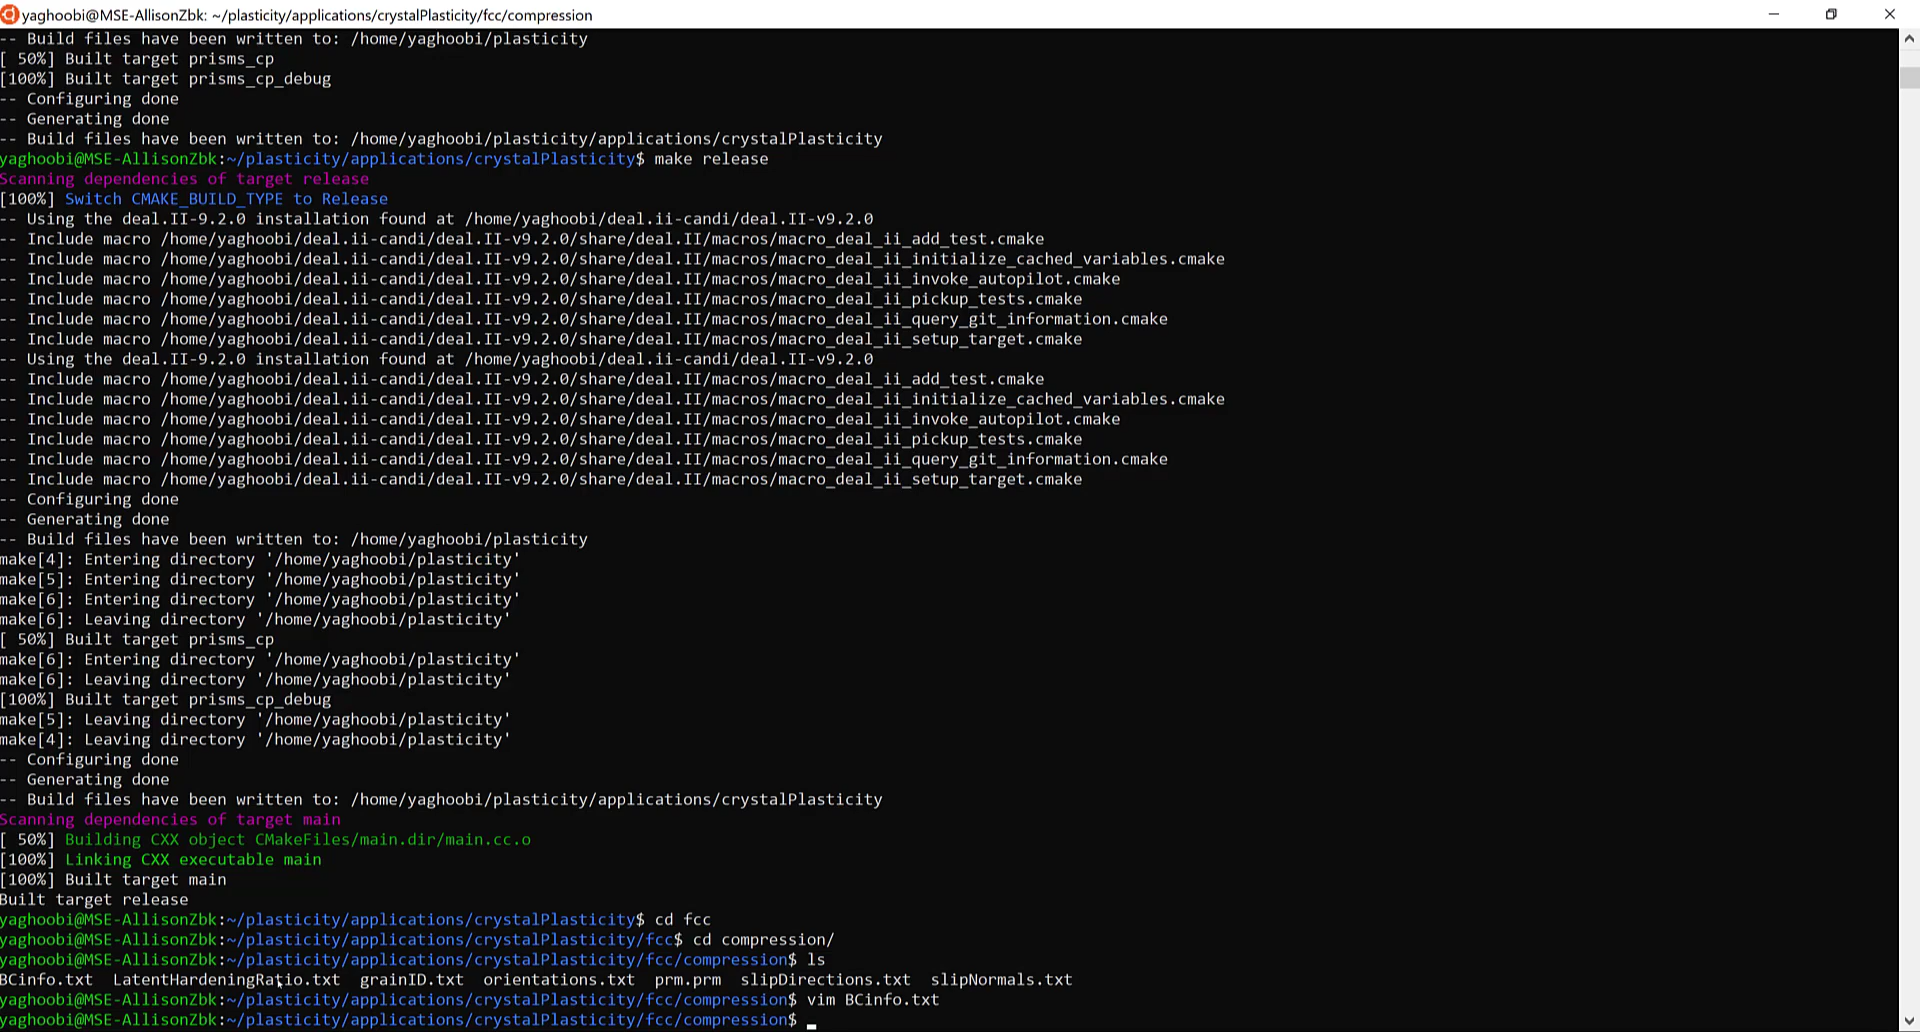 yaghoobi@MSE-AllisonZbk: ~/plasticity/applications/crystalPlasticity/fcc/compression
-- Build files have been written to: /home/yaghoobi/plasticity
[ 50%] Built target prisms_cp
[100%] Built target prisms_cp_debug
-- Configuring done
-- Generating done
-- Build files have been written to: /home/yaghoobi/plasticity/applications/crystalPlasticity
yaghoobi@MSE-AllisonZbk:~/plasticity/applications/crystalPlasticity$ make release
Scanning dependencies of target release
[100%] Switch CMAKE_BUILD_TYPE to Release
-- Using the deal.II-9.2.0 installation found at /home/yaghoobi/deal.ii-candi/deal.II-v9.2.0
-- Include macro /home/yaghoobi/deal.ii-candi/deal.II-v9.2.0/share/deal.II/macros/macro_deal_ii_add_test.cmake
-- Include macro /home/yaghoobi/deal.ii-candi/deal.II-v9.2.0/share/deal.II/macros/macro_deal_ii_initialize_cached_variables.cmake
-- Include macro /home/yaghoobi/deal.ii-candi/deal.II-v9.2.0/share/deal.II/macros/macro_deal_ii_invoke_autopilot.cmake
-- Include macro /home/yaghoobi/deal.ii-candi/deal.II-v9.2.0/share/deal.II/macros/macro_deal_ii_pickup_tests.cmake
-- Include macro /home/yaghoobi/deal.ii-candi/deal.II-v9.2.0/share/deal.II/macros/macro_deal_ii_query_git_information.cmake
-- Include macro /home/yaghoobi/deal.ii-candi/deal.II-v9.2.0/share/deal.II/macros/macro_deal_ii_setup_target.cmake
-- Using the deal.II-9.2.0 installation found at /home/yaghoobi/deal.ii-candi/deal.II-v9.2.0
-- Include macro /home/yaghoobi/deal.ii-candi/deal.II-v9.2.0/share/deal.II/macros/macro_deal_ii_add_test.cmake
-- Include macro /home/yaghoobi/deal.ii-candi/deal.II-v9.2.0/share/deal.II/macros/macro_deal_ii_initialize_cached_variables.cmake
-- Include macro /home/yaghoobi/deal.ii-candi/deal.II-v9.2.0/share/deal.II/macros/macro_deal_ii_invoke_autopilot.cmake
-- Include macro /home/yaghoobi/deal.ii-candi/deal.II-v9.2.0/share/deal.II/macros/macro_deal_ii_pickup_tests.cmake
-- Include macro /home/yaghoobi/deal.ii-candi/deal.II-v9.2.0/share/deal.II/macros/macro_deal_ii_query_git_information.cmake
-- Include macro /home/yaghoobi/deal.ii-candi/deal.II-v9.2.0/share/deal.II/macros/macro_deal_ii_setup_target.cmake
-- Configuring done
-- Generating done
-- Build files have been written to: /home/yaghoobi/plasticity
make[4]: Entering directory '/home/yaghoobi/plasticity'
make[5]: Entering directory '/home/yaghoobi/plasticity'
make[6]: Entering directory '/home/yaghoobi/plasticity'
make[6]: Leaving directory '/home/yaghoobi/plasticity'
[ 50%] Built target prisms_cp
make[6]: Entering directory '/home/yaghoobi/plasticity'
make[6]: Leaving directory '/home/yaghoobi/plasticity'
[100%] Built target prisms_cp_debug
make[5]: Leaving directory '/home/yaghoobi/plasticity'
make[4]: Leaving directory '/home/yaghoobi/plasticity'
-- Configuring done
-- Generating done
-- Build files have been written to: /home/yaghoobi/plasticity/applications/crystalPlasticity
Scanning dependencies of target main
[ 50%] Building CXX object CMakeFiles/main.dir/main.cc.o
[100%] Linking CXX executable main
[100%] Built target main
Built target release
yaghoobi@MSE-AllisonZbk:~/plasticity/applications/crystalPlasticity$ cd fcc
yaghoobi@MSE-AllisonZbk:~/plasticity/applications/crystalPlasticity/fcc$ cd compression/
yaghoobi@MSE-AllisonZbk:~/plasticity/applications/crystalPlasticity/fcc/compression$ ls
BCinfo.txt  LatentHardeningRatio.txt  grainID.txt  orientations.txt  prm.prm  slipDirections.txt  slipNormals.txt
yaghoobi@MSE-AllisonZbk:~/plasticity/applications/crystalPlasticity/fcc/compression$ vim BCinfo.txt
yaghoobi@MSE-AllisonZbk:~/plasticity/applications/crystalPlasticity/fcc/compression$